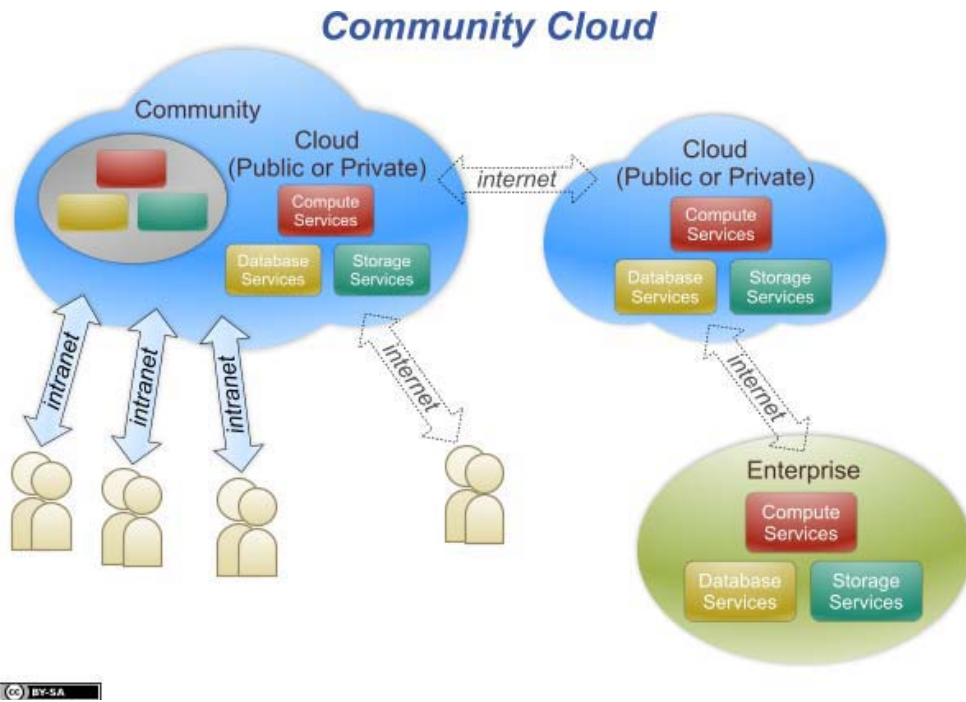 Community Cloud
Community
Cloud
(Public or Private)
Compute
Services
Database
Services
Storage
Services
internet
Cloud
(Public or Private)
Compute
Services
Database
Services
Storage
Services
intranet
intranet
intranet
internet
internet
Enterprise
Compute
Services
Database
Services
Storage
Services
cc BY-SA